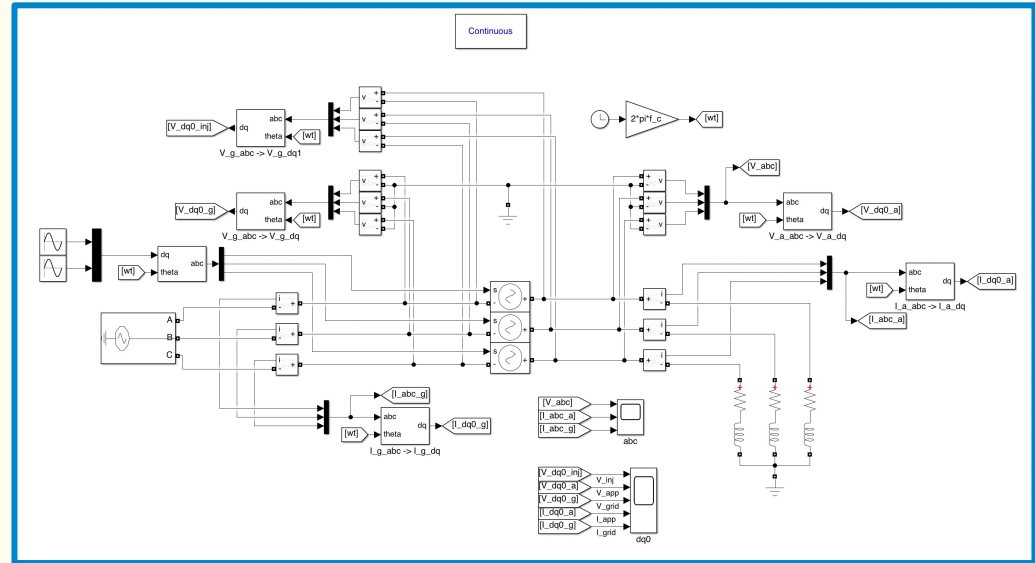 Continuous
[V_dq0_inj]
dq
abc
theta
[wt]
V_g_abc -> V_g_dq1
v
+
-
v
+
-
v
+
-
2*pi*f_c
[wt]
[V_dq0_g]
dq
abc
theta
[wt]
V_g_abc -> V_g_dq
v
+
-
v
+
-
v
+
-
+
-
v
+
-
v
+
-
v
[V_abc]
[wt]
abc
theta
dq
[V_dq0_a]
V_a_abc -> V_a_dq
[wt]
dq
theta
abc
A
B
C
i
-
+
i
-
+
i
-
+
s
-
+
s
-
+
s
-
+
+
i
-
+
i
-
+
i
-
[wt]
abc
theta
dq
[I_dq0_a]
I_a_abc -> I_a_dq
[I_abc_a]
[I_abc_g]
[wt]
abc
theta
dq
[I_dq0_g]
I_g_abc -> I_g_dq
[V_abc]
[I_abc_a]
[I_abc_g]
abc
+
+
+
[V_dq0_inj]
V_inj
[V_dq0_a]
V_app
[V_dq0_g]
V_grid
[I_dq0_a]
I_app
[I_dq0_g]
I_grid
dq0